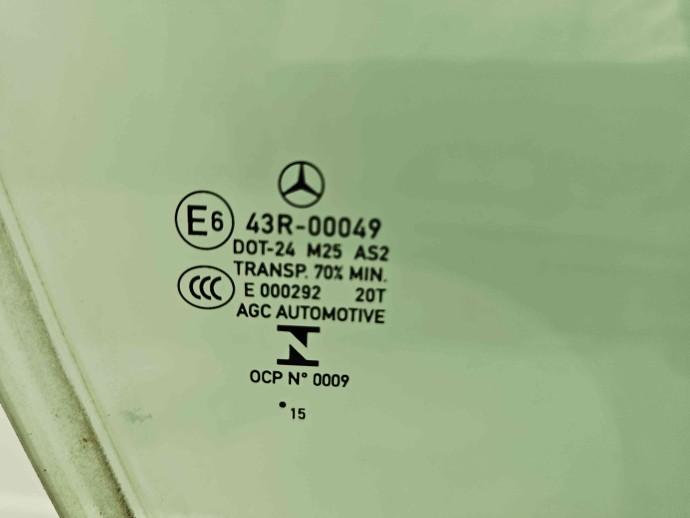 E6 43R-00049
DOT-24 M25 AS2
TRANSP. 70% MIN.
CCC E 000292 20T
AGC AUTOMOTIVE
N
OCP N° 0009
• 15